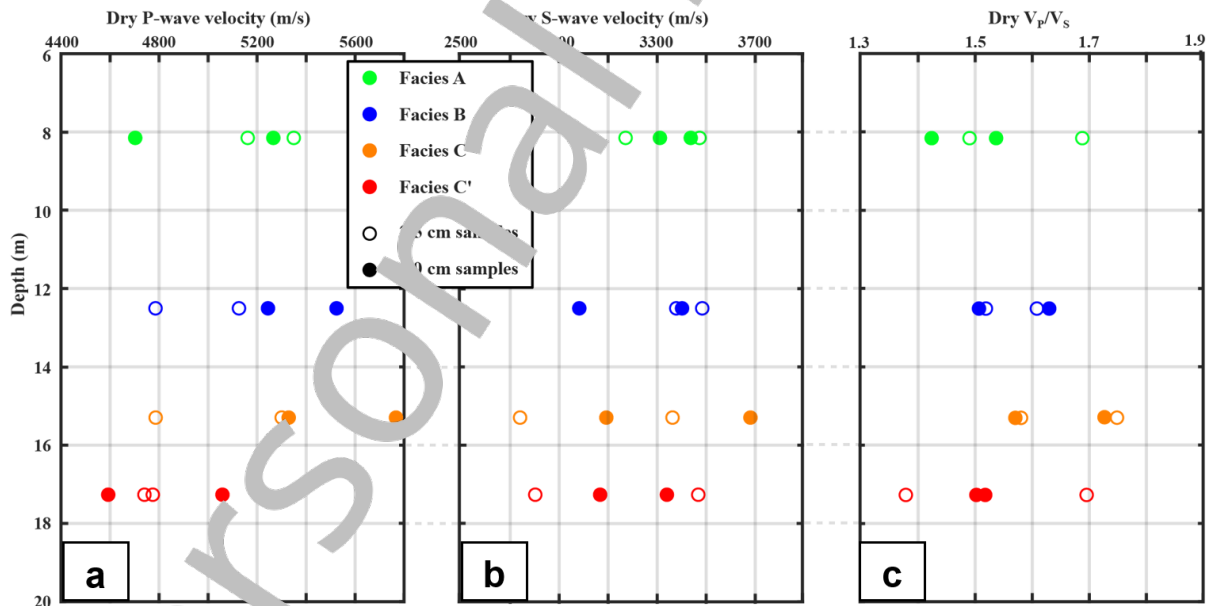 Dry P-wave velocity (m/s)
S-wave velocity (m/s)
Dry VP/VS
4400 4800 5200 5600
2500 3300 3700
1.3 1.5 1.7 1.9
Depth (m)
6
8
10
12
14
16
18
20
Facies A
Facies B
Facies C
Facies C'
cm samples
cm samples
a
b
c